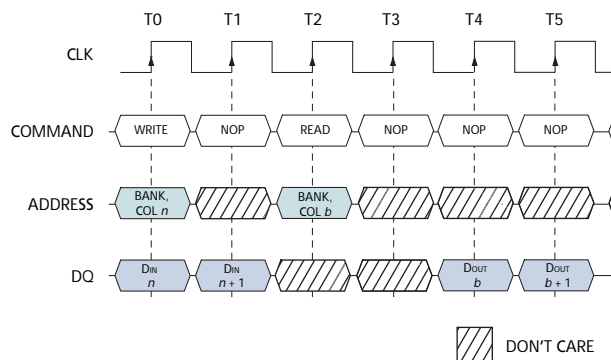 T0 T1 T2 T3 T4 T5
CLK
COMMAND WRITE NOP READ NOP NOP NOP
ADDRESS BANK, COL n BANK, COL b
DQ DIN n DIN n + 1 DOUT b DOUT b + 1
DON'T CARE